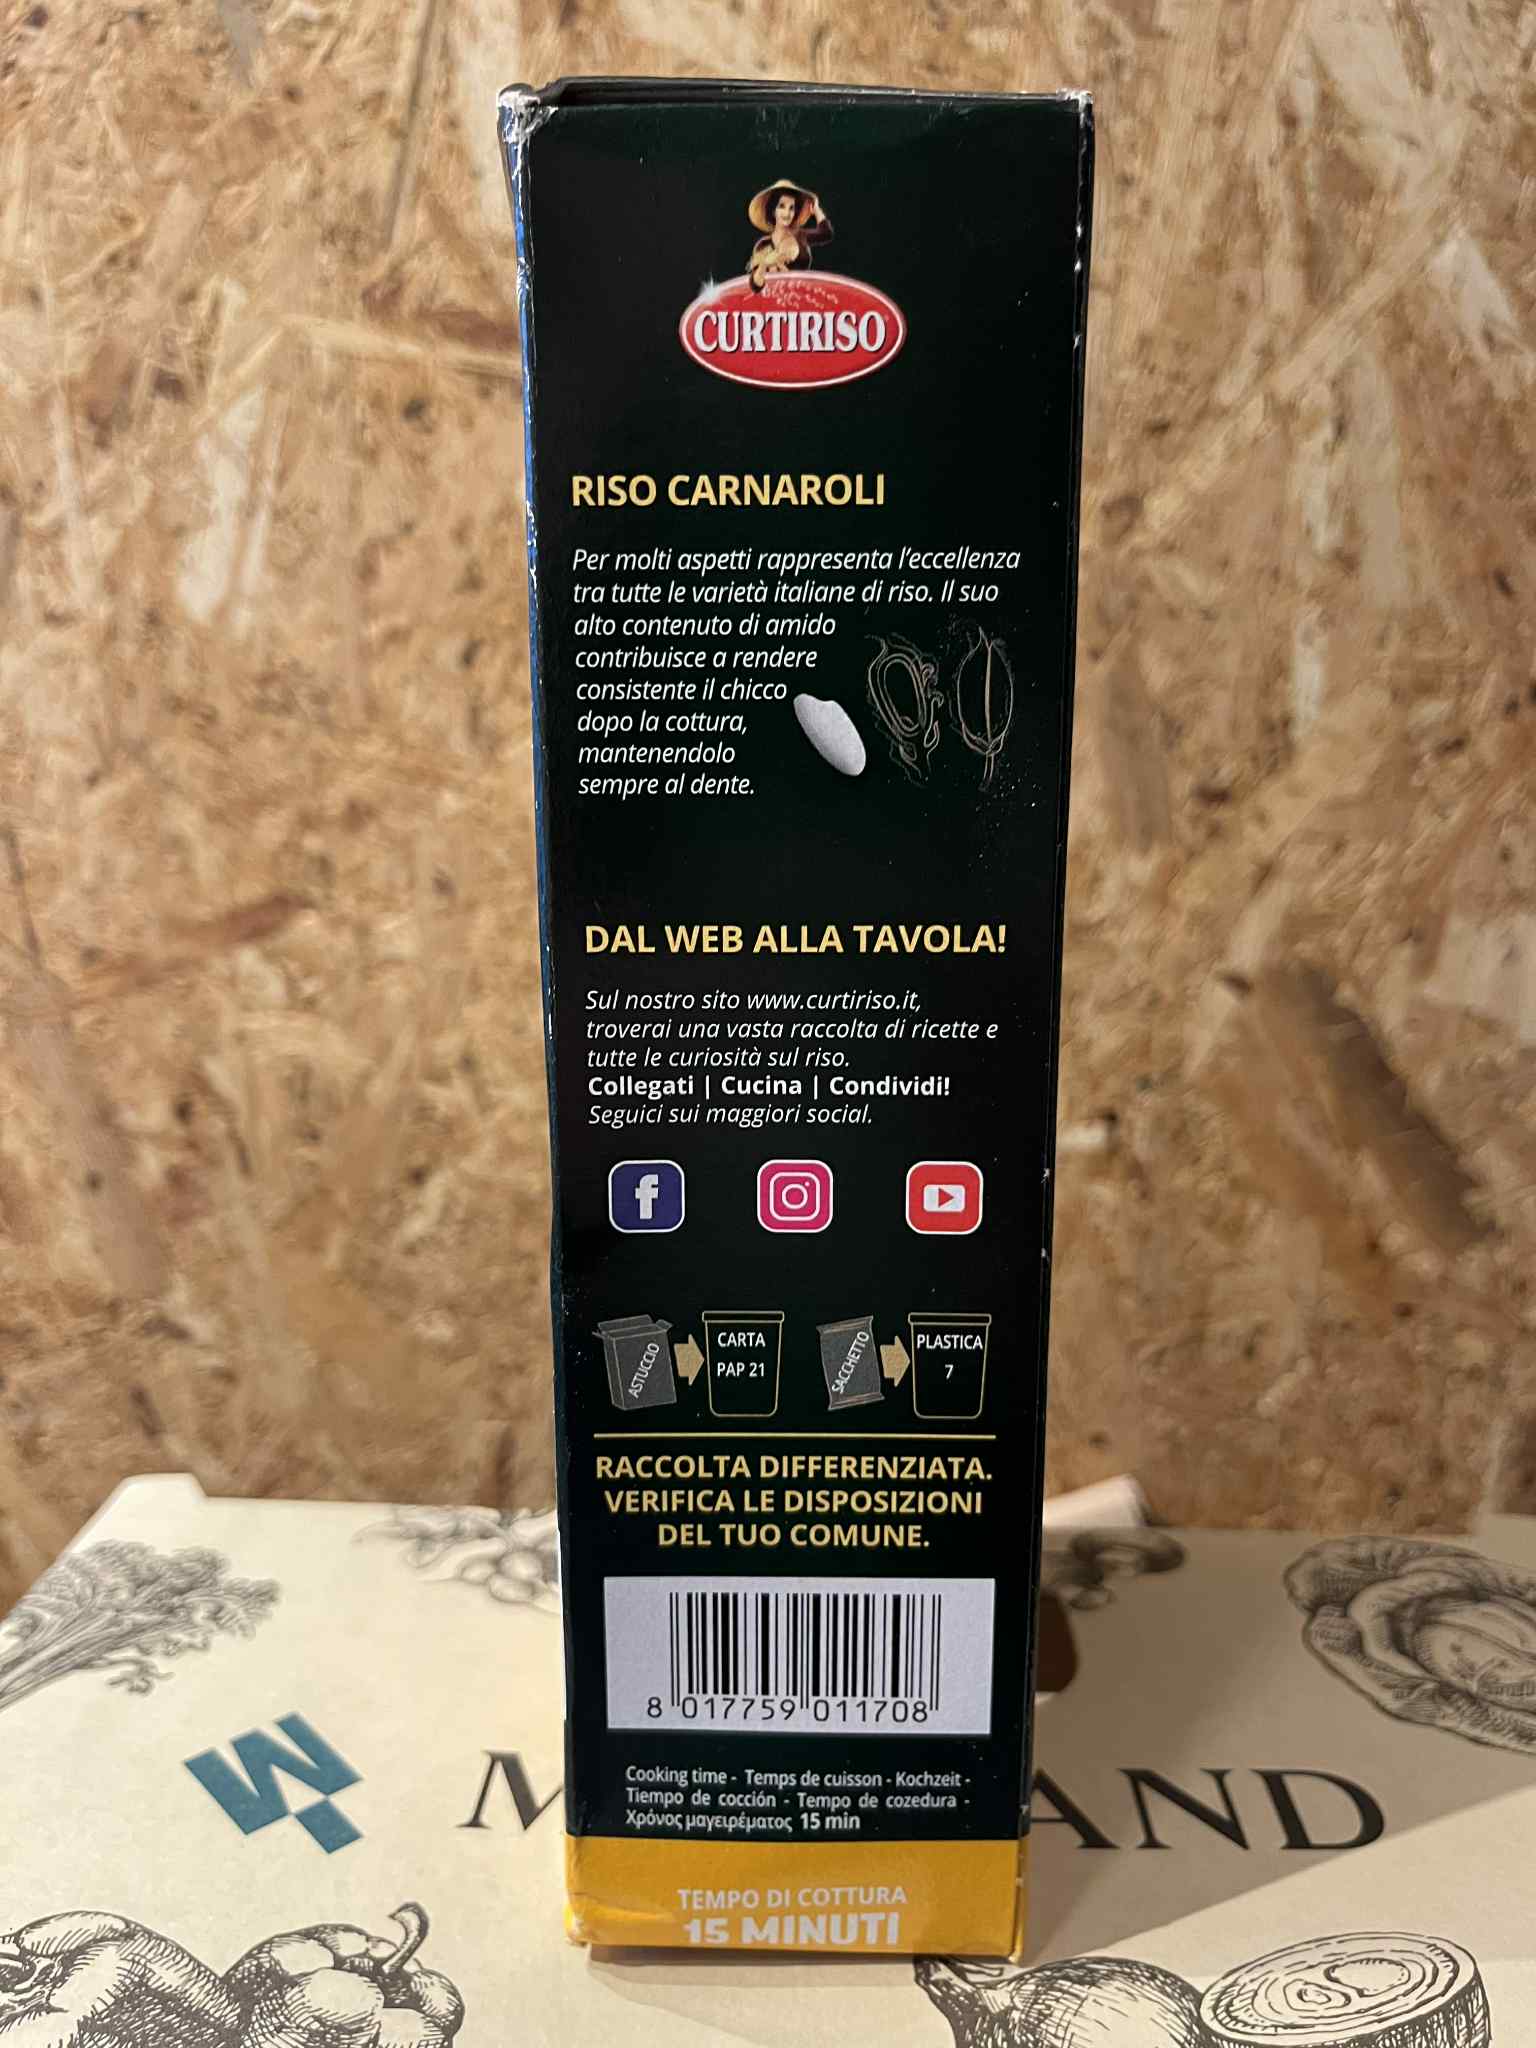 CURTIRISO
RISO CARNAROLI
Per molti aspetti rappresenta l'eccellenza
tra tutte le varietà italiane di riso. Il suo
alto contenuto di amido
contribuisce a rendere
consistente il chicco
dopo la cottura,
mantenendolo
sempre al dente.
DAL WEB ALLA TAVOLA!
Sul nostro sito www.curtiriso.it,
troverai una vasta raccolta di ricette e
tutte le curiosità sul riso.
Collegati | Cucina | Condividi!
Seguici sui maggiori social.
ASTUCCIO
CARTA
PAP 21
SACCHETTO
PLASTICA
7
RACCOLTA DIFFERENZIATA.
VERIFICA LE DISPOSIZIONI
DEL TUO COMUNE.
8 017759 011708
Cooking time - Temps de cuisson - Kochzeit -
Tiempo de cocción - Tempo de cozedura -
Χρόνος μαγειρέματος 15 min
TEMPO DI COTTURA
15 MINUTI